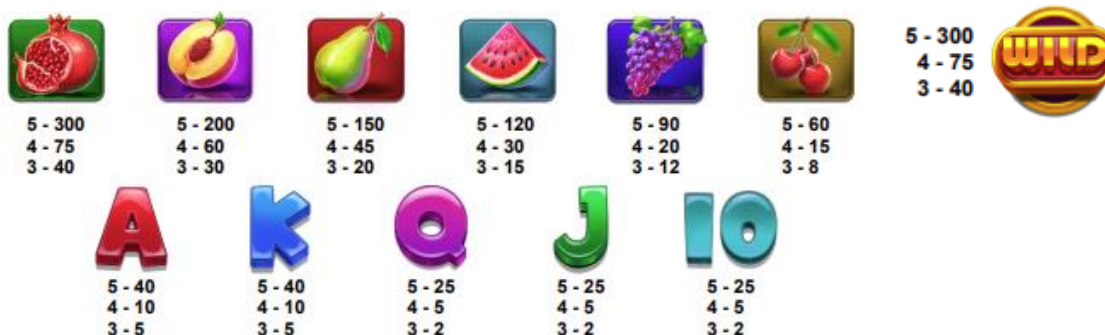 5 - 300
4 - 75
3 - 40
WILD
5 - 300
4 - 75
3 - 40
5 - 200
4 - 60
3 - 30
5 - 150
4 - 45
3 - 20
5 - 120
4 - 30
3 - 15
5 - 90
4 - 20
3 - 12
5 - 60
4 - 15
3 - 8
A
5 - 40
4 - 10
3 - 5
K
5 - 40
4 - 10
3 - 5
Q
5 - 25
4 - 5
3 - 2
J
5 - 25
4 - 5
3 - 2
10
5 - 25
4 - 5
3 - 2